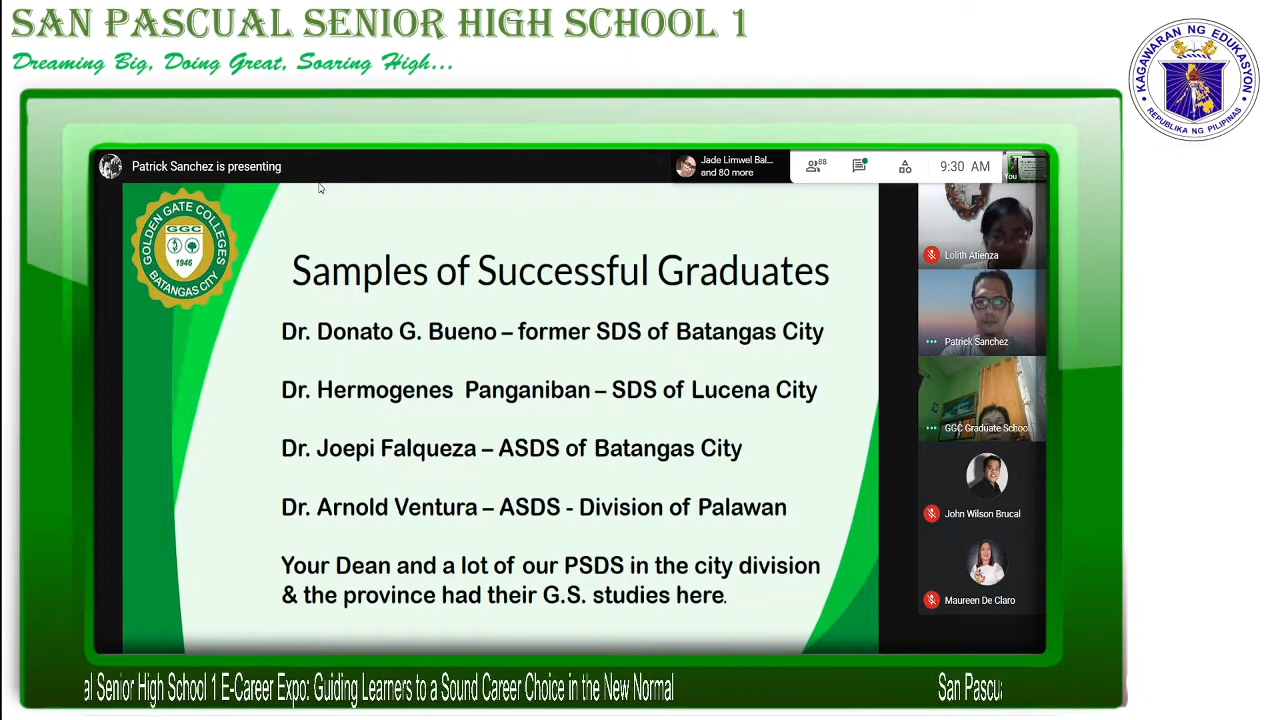 SAN PASCUAL SENIOR HIGH SCHOOL 1
Dreaming Big, Doing Great, Soaring High...
KAGAWARAN NG EDUKASYON
REPUBLIKA NG PILIPINAS
Patrick Sanchez is presenting
Jade Limwel Bal...
and 80 more
88
9:30 AM
You
GOLDEN GATE COLLEGES
GGC
1946
BATANGAS CITY
Samples of Successful Graduates
Dr. Donato G. Bueno – former SDS of Batangas City
Dr. Hermogenes Panganiban – SDS of Lucena City
Dr. Joepi Falqueza – ASDS of Batangas City
Dr. Arnold Ventura – ASDS - Division of Palawan
Your Dean and a lot of our PSDS in the city division
& the province had their G.S. studies here.
Lolith Atienza
Patrick Sanchez
GGC Graduate School
John Wilson Brucal
Maureen De Claro
al Senior High School 1 E-Career Expo: Guiding Learners to a Sound Career Choice in the New Normal
San Pascua